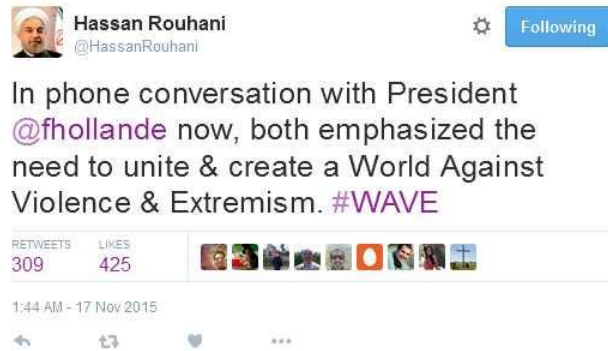 Hassan Rouhani
@HassanRouhani
Following
In phone conversation with President
@fhollande now, both emphasized the
need to unite & create a World Against
Violence & Extremism. #WAVE
RETWEETS LIKES
309 425
1:44 AM - 17 Nov 2015